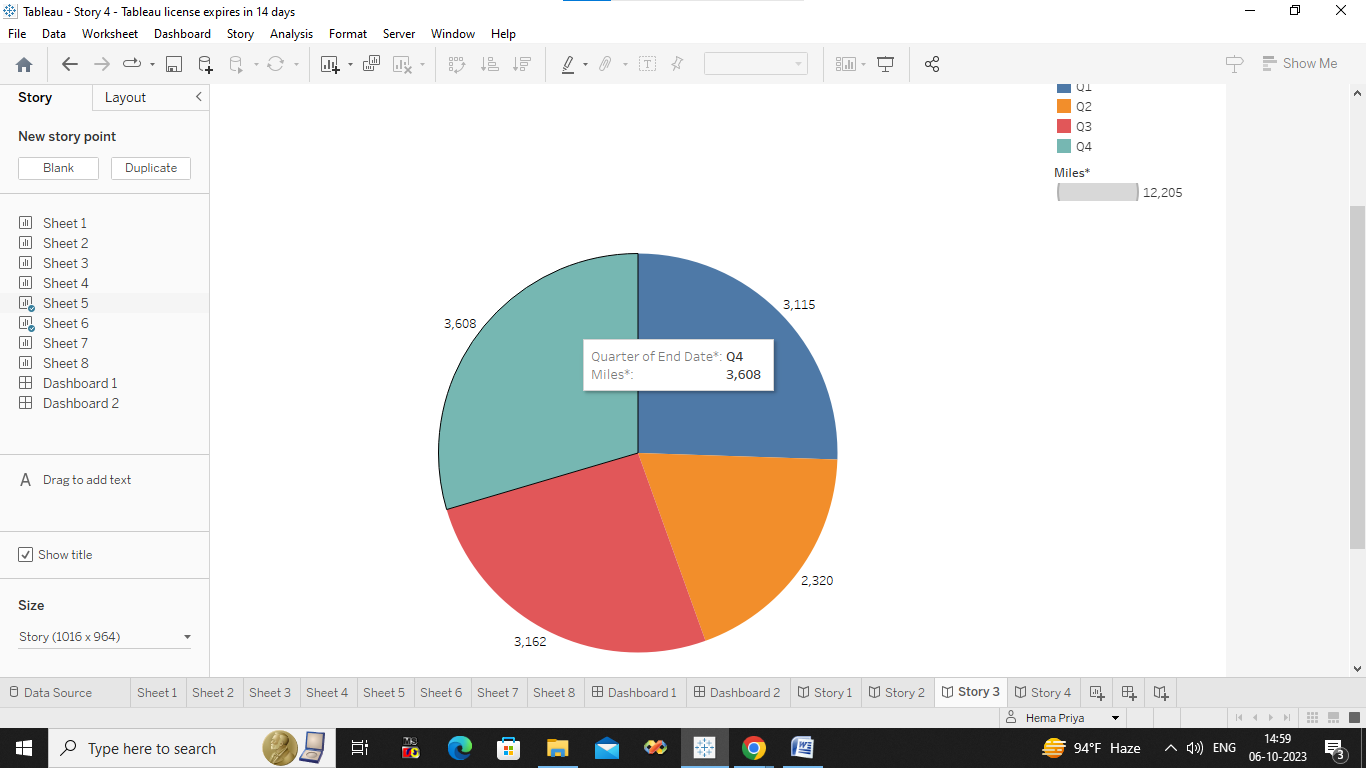 Tableau - Story 4 - Tableau license expires in 14 days
File Data Worksheet Dashboard Story Analysis Format Server Window Help
Show Me
Story Layout
New story point
Blank Duplicate
Sheet 1
Sheet 2
Sheet 3
Sheet 4
Sheet 5
Sheet 6
Sheet 7
Sheet 8
Dashboard 1
Dashboard 2
A Drag to add text
Show title
Size
Story (1016 x 964)
Q1
Q2
Q3
Q4
Miles*
12,205
3,115
3,608
Quarter of End Date*: Q4
Miles*: 3,608
2,320
3,162
Data Source Sheet 1 Sheet 2 Sheet 3 Sheet 4 Sheet 5 Sheet 6 Sheet 7 Sheet 8 Dashboard 1 Dashboard 2 Story 1 Story 2 Story 3 Story 4
Hema Priya
Type here to search
94°F Haze
ENG
14:59
06-10-2023
3